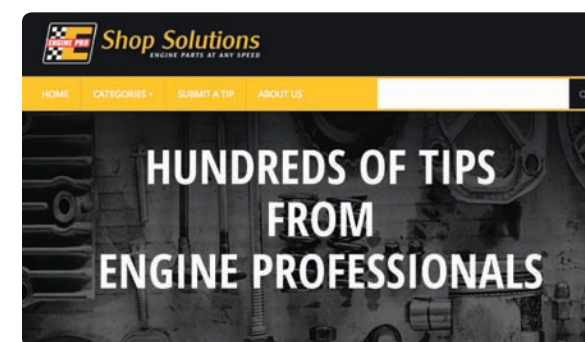 ENGINE PRO
Shop Solutions
ENGINE PARTS AT ANY SPEED
HOME CATEGORIES SUBMIT A TIP ABOUT US
HUNDREDS OF TIPS
FROM
ENGINE PROFESSIONALS